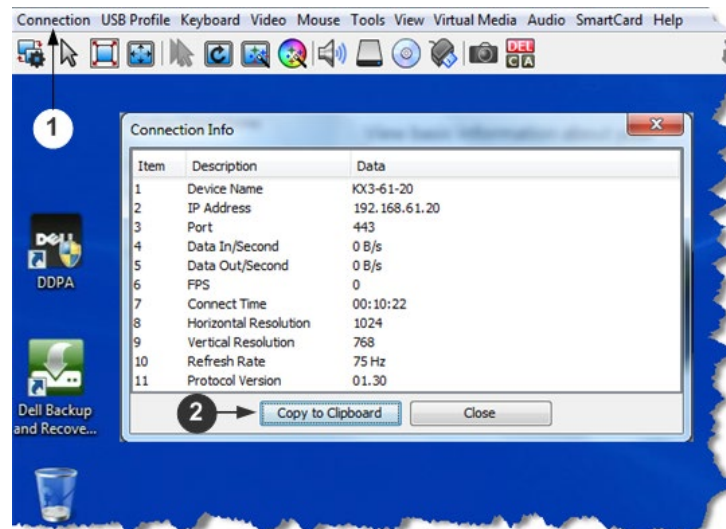 Connection USB Profile Keyboard Video Mouse Tools View Virtual Media Audio SmartCard Help
DEL
C A
1
Connection Info
Item Description Data
1 Device Name KX3-61-20
2 IP Address 192.168.61.20
3 Port 443
4 Data In/Second 0 B/s
5 Data Out/Second 0 B/s
6 FPS 0
7 Connect Time 00:10:22
8 Horizontal Resolution 1024
9 Vertical Resolution 768
10 Refresh Rate 75 Hz
11 Protocol Version 01.30
2 Copy to Clipboard Close
DELL
DDPA
Dell Backup
and Recove...